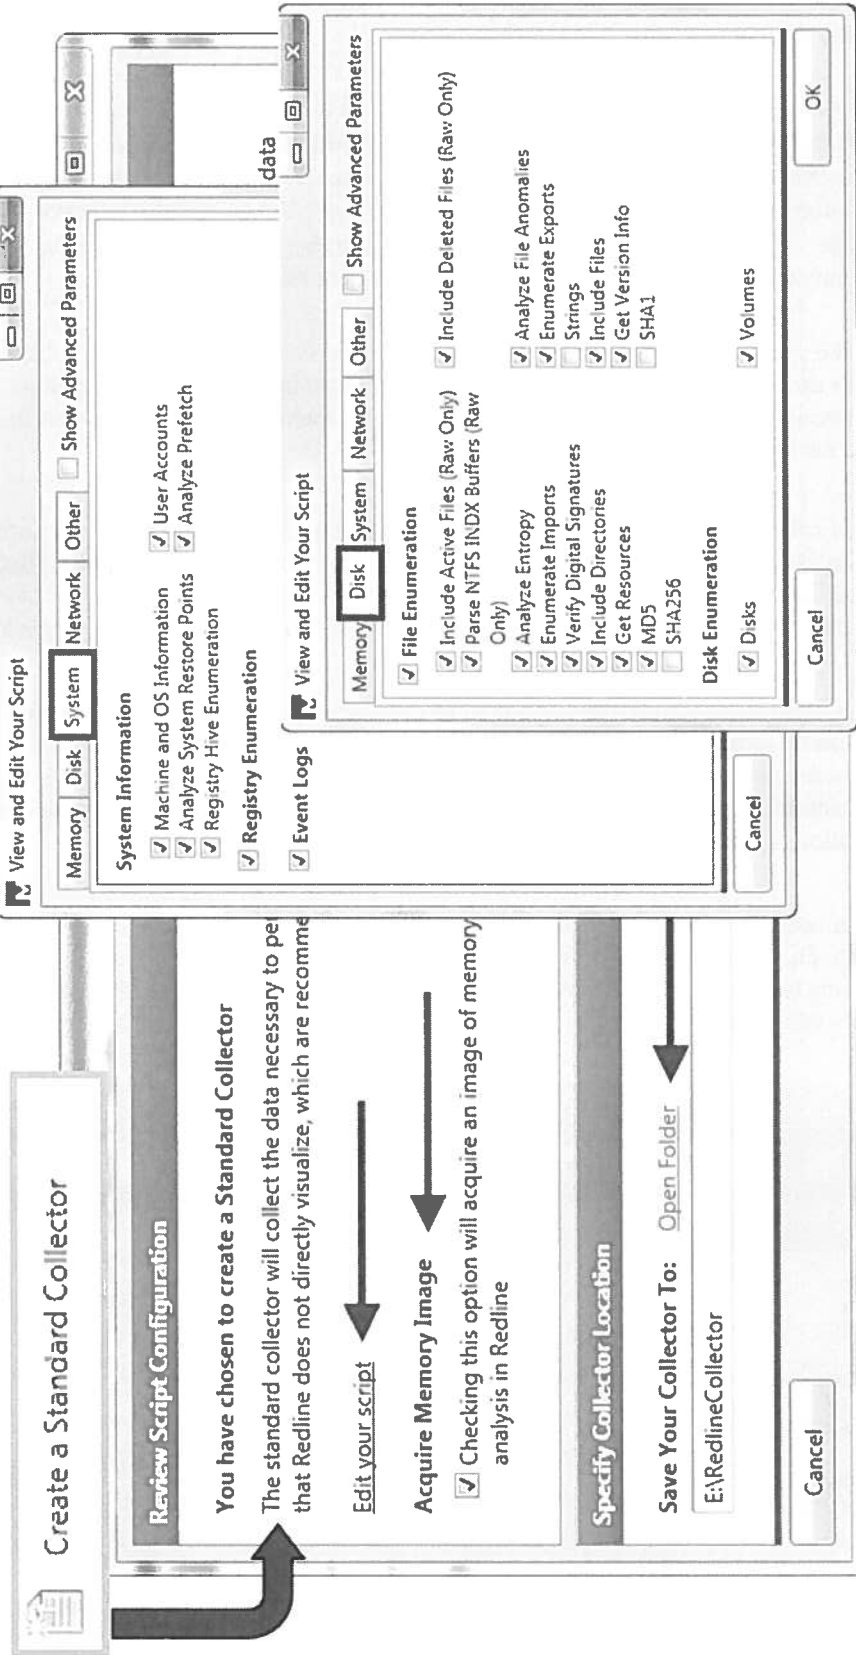 Create a Standard Collector
Review Script Configuration
You have chosen to create a Standard Collector
The standard collector will collect the data necessary to per
that Redline does not directly visualize, which are recomme
data
Edit your script
Acquire Memory Image
Checking this option will acquire an image of memory
analysis in Redline
Specify Collector Location
Save Your Collector To: Open Folder
E:\RedlineCollector
Cancel
View and Edit Your Script
Memory Disk System Network Other Show Advanced Parameters
System Information
Machine and OS Information User Accounts
Analyze System Restore Points Analyze Prefetch
Registry Hive Enumeration
Registry Enumeration
Event Logs
Cancel
View and Edit Your Script
Memory Disk System Network Other Show Advanced Parameters
File Enumeration
Include Active Files (Raw Only) Include Deleted Files (Raw Only)
Parse NTFS INDX Buffers (Raw
Only)
Analyze Entropy Analyze File Anomalies
Enumerate Imports Enumerate Exports
Verify Digital Signatures Strings
Include Directories Include Files
Get Resources Get Version Info
MD5 SHA1
SHA256
Disk Enumeration
Disks Volumes
Cancel OK